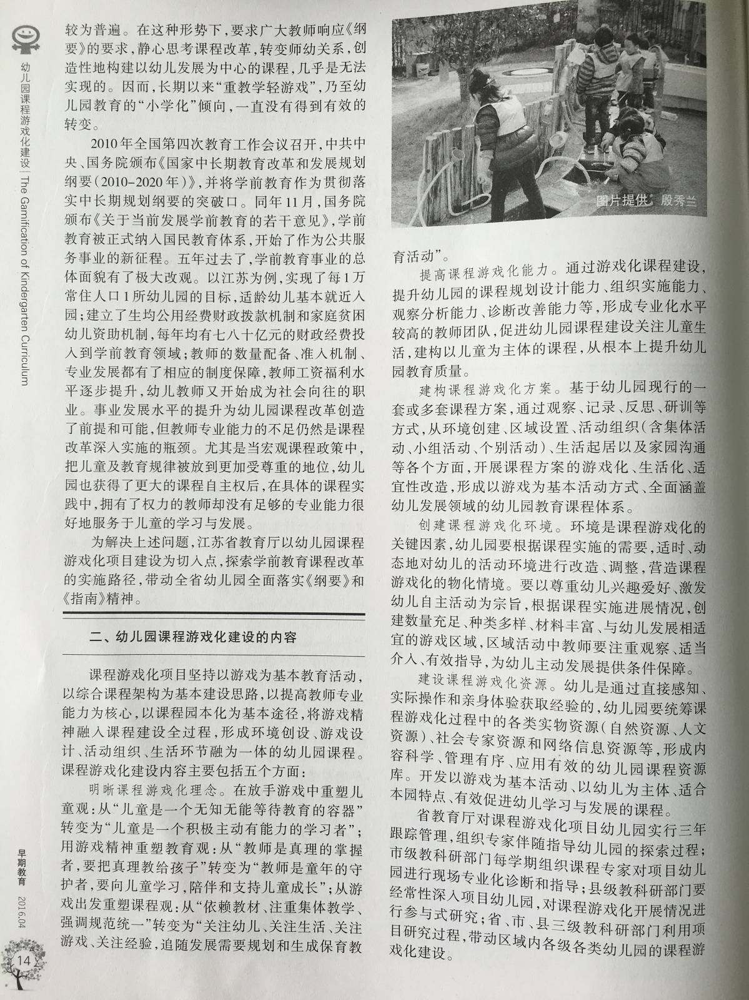 幼儿园课程游戏化建设 | The Gamification of Kindergarten Curriculum
较为普遍。在这种形势下,要求广大教师响应《纲
要》的要求,静心思考课程改革,转变师幼关系,创
造性地构建以幼儿发展为中心的课程,几乎是无法
实现的。因而,长期以来“重教学轻游戏”,乃至幼
儿园教育的“小学化”倾向,一直没有得到有效的
转变。
2010年全国第四次教育工作会议召开,中共中
央、国务院颁布《国家中长期教育改革和发展规划
纲要(2010-2020年)》,并将学前教育作为贯彻落
实中长期规划纲要的突破口。同年11月,国务院
颁布《关于当前发展学前教育的若干意见》,学前
教育被正式纳入国民教育体系,开始了作为公共服
务事业的新征程。五年过去了,学前教育事业的总
体面貌有了极大改观。以江苏为例,实现了每1万
常住人口1所幼儿园的目标,适龄幼儿基本就近入
园;建立了生均公用经费财政拨款机制和家庭贫困
幼儿资助机制,每年均有七八十亿元的财政经费投
入到学前教育领域;教师的数量配备、准入机制、
专业发展都有了相应的制度保障,教师工资福利水
平逐步提升,幼儿教师又开始成为社会向往的职
业。事业发展水平的提升为幼儿园课程改革创造
了前提和可能,但教师专业能力的不足仍然是课程
改革深入实施的瓶颈。尤其是当宏观课程政策中,
把儿童及教育规律被放到更加受尊重的地位,幼儿
园也获得了更大的课程自主权后,在具体的课程实
践中,拥有了权力的教师却没有足够的专业能力很
好地服务于儿童的学习与发展。
为解决上述问题,江苏省教育厅以幼儿园课程
游戏化项目建设为切入点,探索学前教育课程改革
的实施路径,带动全省幼儿园全面落实《纲要》和
《指南》精神。
二、幼儿园课程游戏化建设的内容
课程游戏化项目坚持以游戏为基本教育活动,
以综合课程架构为基本建设思路,以提高教师专业
能力为核心,以课程园本化为基本途径,将游戏精
神融入课程建设全过程,形成环境创设、游戏设
计、活动组织、生活环节融为一体的幼儿园课程。
课程游戏化建设内容主要包括五个方面:
明晰课程游戏化理念。在放手游戏中重塑儿
童观:从“儿童是一个无知无能等待教育的容器”
转变为“儿童是一个积极主动有能力的学习者”;
用游戏精神重塑教育观:从“教师是真理的掌握
者,要把真理教给孩子”转变为“教师是童年的守
护者,要向儿童学习,陪伴和支持儿童成长”;从游
戏出发重塑课程观:从“依赖教材、注重集体教学、
强调规范统一”转变为“关注幼儿、关注生活、关注
游戏、关注经验,追随发展需要规划和生成保育教
图片提供 殷秀兰
育活动”。
提高课程游戏化能力。通过游戏化课程建设,
提升幼儿园的课程规划设计能力、组织实施能力、
观察分析能力、诊断改善能力等,形成专业化水平
较高的教师团队,促进幼儿园课程建设关注儿童生
活,建构以儿童为主体的课程,从根本上提升幼儿
园教育质量。
建构课程游戏化方案。基于幼儿园现行的一
套或多套课程方案,通过观察、记录、反思、研训等
方式,从环境创建、区域设置、活动组织(含集体活
动、小组活动、个别活动)、生活起居以及家园沟通
等各个方面,开展课程方案的游戏化、生活化、适
宜性改造,形成以游戏为基本活动方式、全面涵盖
幼儿发展领域的幼儿园教育课程体系。
创建课程游戏化环境。环境是课程游戏化的
关键因素,幼儿园要根据课程实施的需要,适时、动
态地对幼儿的活动环境进行改造、调整,营造课程
游戏化的物化情境。要以尊重幼儿兴趣爱好、激发
幼儿自主活动为宗旨,根据课程实施进展情况,创
建数量充足、种类多样、材料丰富、与幼儿发展相适
宜的游戏区域,区域活动中教师要注重观察、适当
介入、有效指导,为幼儿主动发展提供条件保障。
建设课程游戏化资源。幼儿是通过直接感知、
实际操作和亲身体验获取经验的,幼儿园要统筹课
程游戏化过程中的各类实物资源(自然资源、人文
资源)、社会专家资源和网络信息资源等,形成内
容科学、管理有序、应用有效的幼儿园课程资源
库。开发以游戏为基本活动、以幼儿为主体、适合
本园特点、有效促进幼儿学习与发展的课程。
省教育厅对课程游戏化项目幼儿园实行三年
跟踪管理,组织专家伴随指导幼儿园的探索过程;
市级教科研部门每学期组织课程专家对项目幼儿
园进行现场专业化诊断和指导;县级教科研部门要
经常性深入项目幼儿园,对课程游戏化开展情况进
行参与式研究;省、市、县三级教科研部门利用项
目研究过程,带动区域内各级各类幼儿园的课程游
戏化建设。
早期教育 2016.04
14